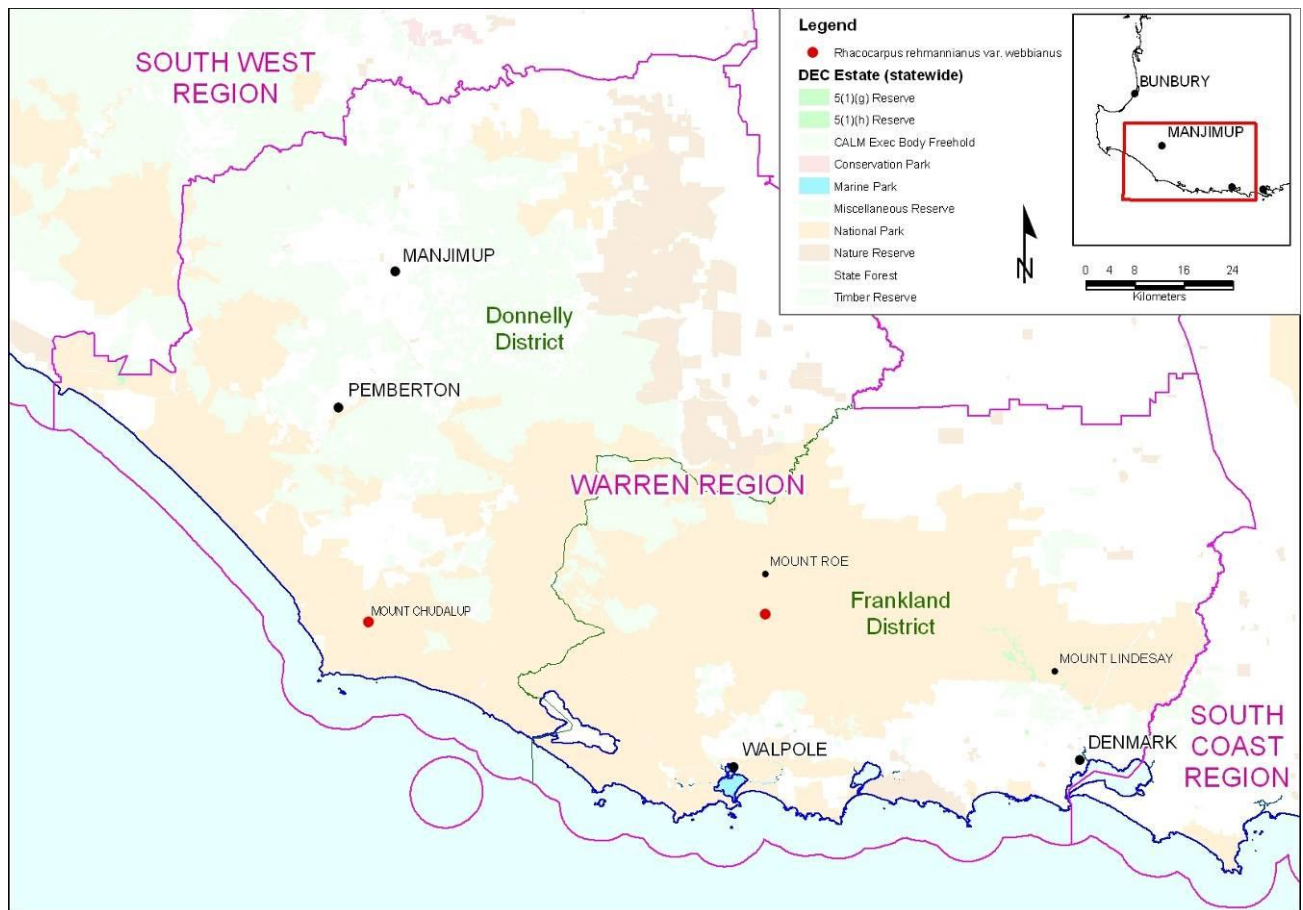 SOUTH WEST
REGION
MANJIMUP
Donnelly
District
PEMBERTON
WARREN REGION
MOUNT ROE
MOUNT CHUDALUP
Frankland
District
MOUNT LINDESAY
WALPOLE
DENMARK
SOUTH
COAST
REGION
Legend
Rhacocarpus rehmannianus var. webbianus
DEC Estate (statewide)
5(1)(g) Reserve
5(1)(h) Reserve
CALM Exec Body Freehold
Conservation Park
Marine Park
Miscellaneous Reserve
National Park
Nature Reserve
State Forest
Timber Reserve
N
BUNBURY
MANJIMUP
0 4 8 16 24
Kilometers